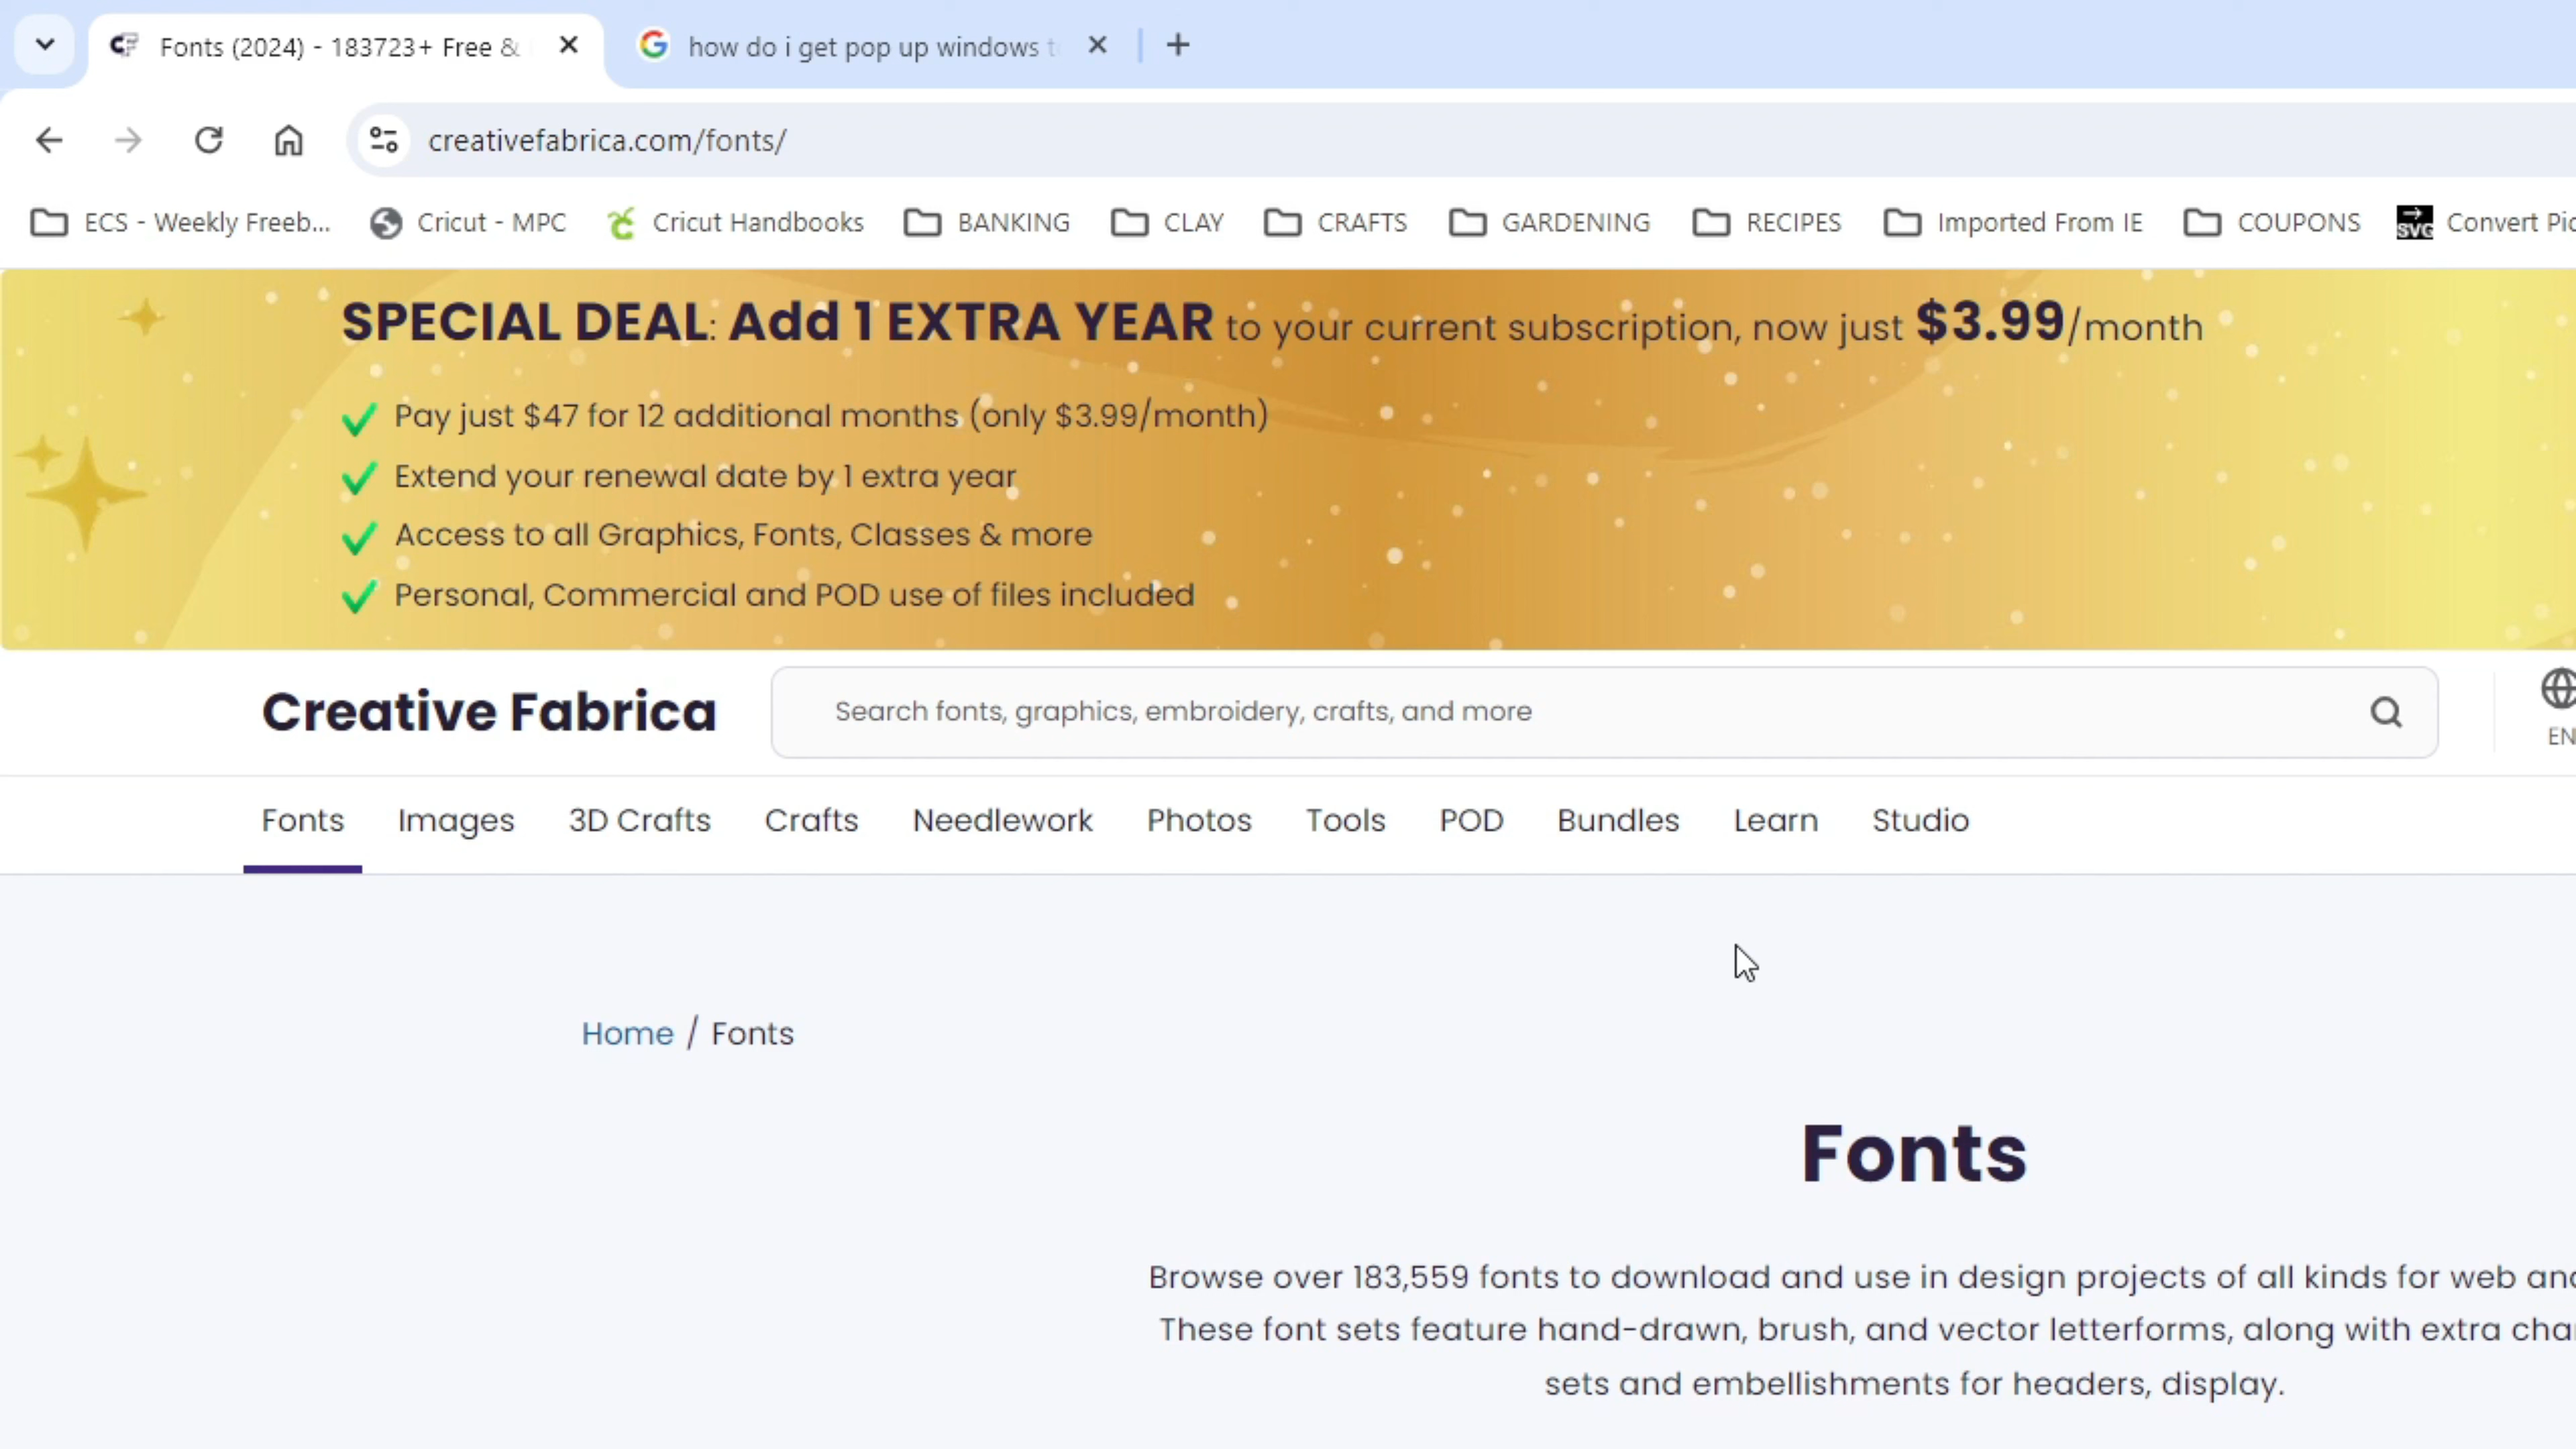 Fonts (2024) - 183723+ Free &
how do i get pop up windows
creativefabrica.com/fonts/
ECS - Weekly Freeb...
Cricut - MPC
Cricut Handbooks
BANKING
CLAY
CRAFTS
GARDENING
RECIPES
Imported From IE
COUPONS
SVG
Convert Pic
SPECIAL DEAL: Add 1 EXTRA YEAR to your current subscription, now just $3.99/month
Pay just $47 for 12 additional months (only $3.99/month)
Extend your renewal date by 1 extra year
Access to all Graphics, Fonts, Classes & more
Personal, Commercial and POD use of files included
Creative Fabrica
Search fonts, graphics, embroidery, crafts, and more
EN
Fonts
Images
3D Crafts
Crafts
Needlework
Photos
Tools
POD
Bundles
Learn
Studio
Home / Fonts
Fonts
Browse over 183,559 fonts to download and use in design projects of all kinds for web and
These font sets feature hand-drawn, brush, and vector letterforms, along with extra cha
sets and embellishments for headers, display.